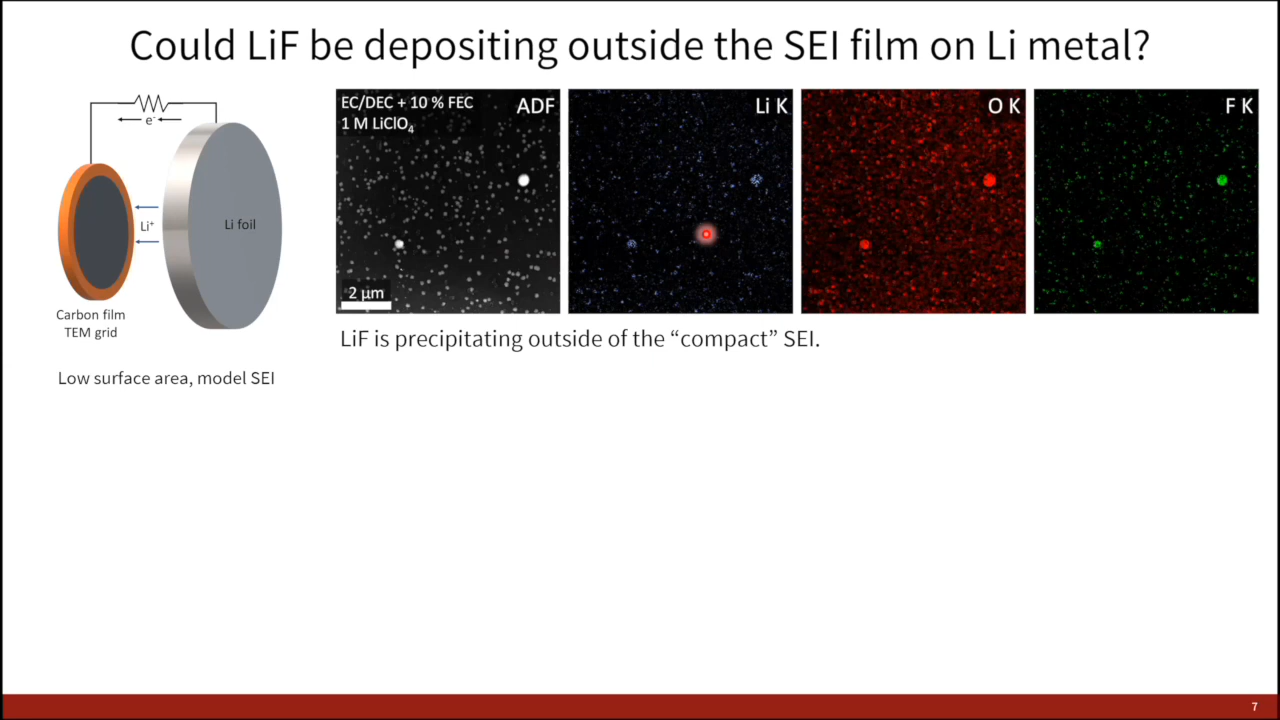 Could LiF be depositing outside the SEI film on Li metal?
e⁻
Li⁺
Li foil
Carbon film
TEM grid
Low surface area, model SEI
EC/DEC + 10 % FEC
1 M LiClO₄
ADF
2 μm
Li K
O K
F K
LiF is precipitating outside of the “compact” SEI.
7